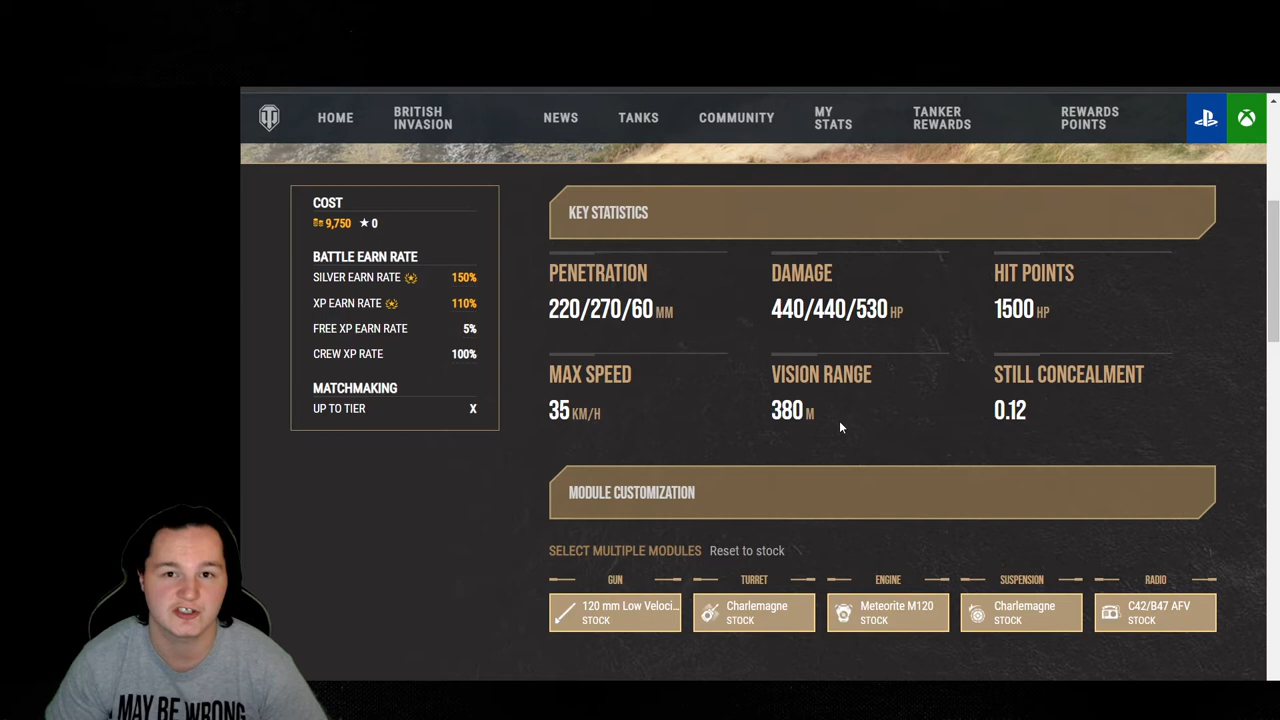 HOME
BRITISH
INVASION
NEWS
TANKS
COMMUNITY
MY
STATS
TANKER
REWARDS
REWARDS
POINTS
COST
9,750 ★ 0
BATTLE EARN RATE
SILVER EARN RATE 150%
XP EARN RATE 110%
FREE XP EARN RATE 5%
CREW XP RATE 100%
MATCHMAKING
UP TO TIER X
KEY STATISTICS
PENETRATION
220/270/60 MM
DAMAGE
440/440/530 HP
HIT POINTS
1500 HP
MAX SPEED
35 KM/H
VISION RANGE
380 M
STILL CONCEALMENT
0.12
MODULE CUSTOMIZATION
SELECT MULTIPLE MODULES Reset to stock
GUN
120 mm Low Veloci...
STOCK
TURRET
Charlemagne
STOCK
ENGINE
Meteorite M120
STOCK
SUSPENSION
Charlemagne
STOCK
RADIO
C42/B47 AFV
STOCK
MAY BE WRONG